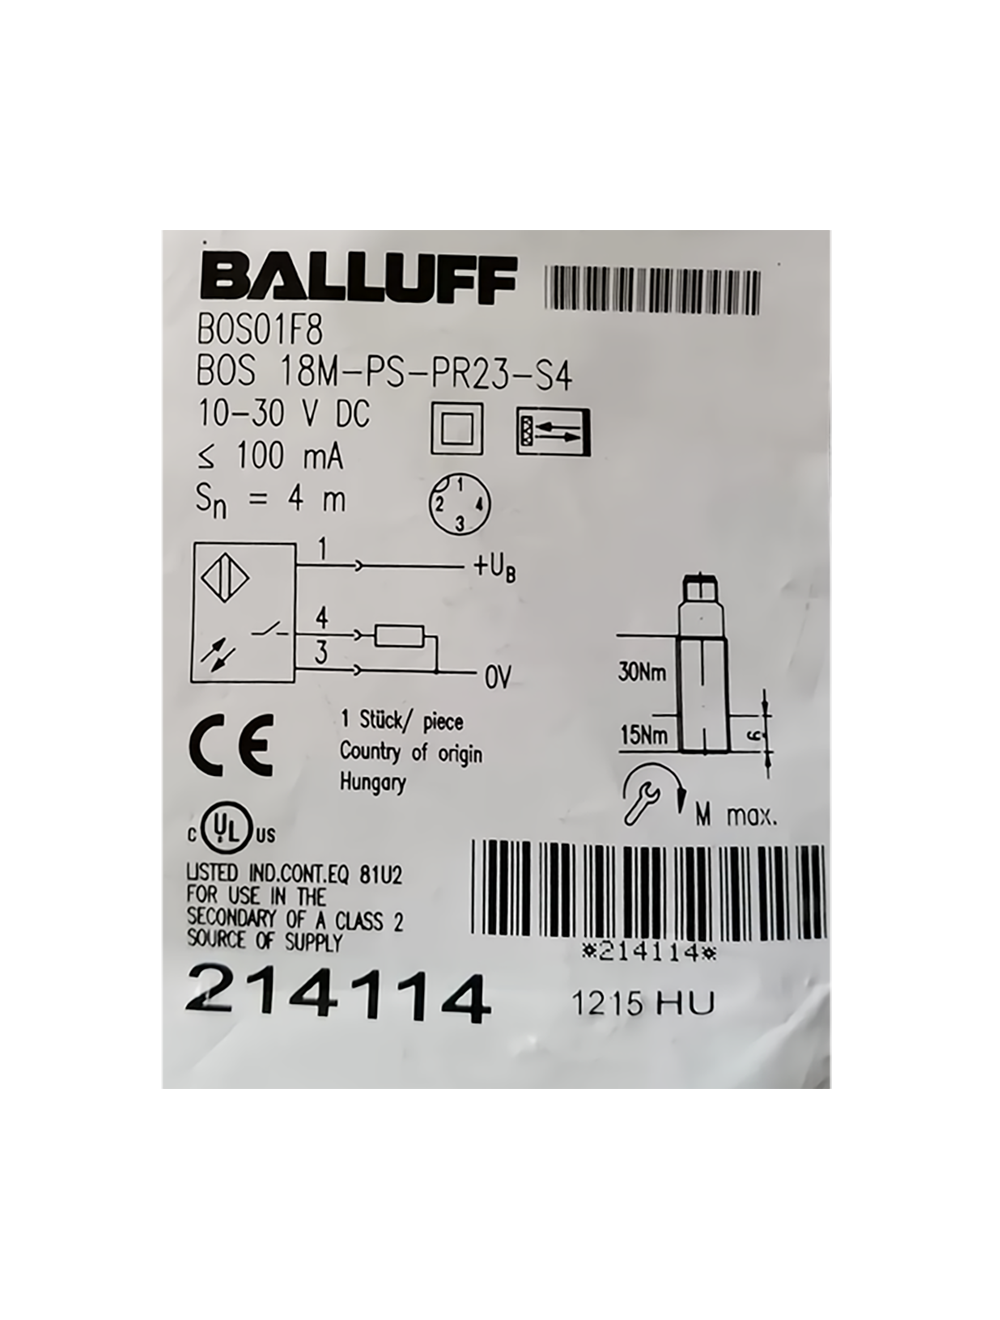 BALLUFF
BOS01F8
BOS 18M-PS-PR23-S4
10-30 V DC
≤ 100 mA
Sn = 4 m
1
2 4
3
1 +UB
4
3 0V
30Nm
15Nm 6
M max.
CE
1 Stück/ piece
Country of origin
Hungary
C UL US
LISTED IND.CONT.EQ 81U2
FOR USE IN THE
SECONDARY OF A CLASS 2
SOURCE OF SUPPLY
214114
*214114*
1215 HU